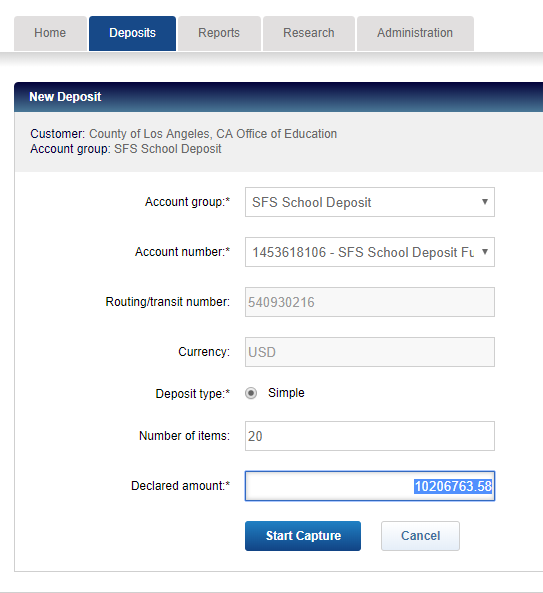 Home Deposits Reports Research Administration
New Deposit
Customer: County of Los Angeles, CA Office of Education
Account group: SFS School Deposit
Account group:* SFS School Deposit
Account number:* 1453618106 - SFS School Deposit Fu
Routing/transit number: 540930216
Currency: USD
Deposit type:* Simple
Number of items: 20
Declared amount:* 10206763.58
Start Capture Cancel